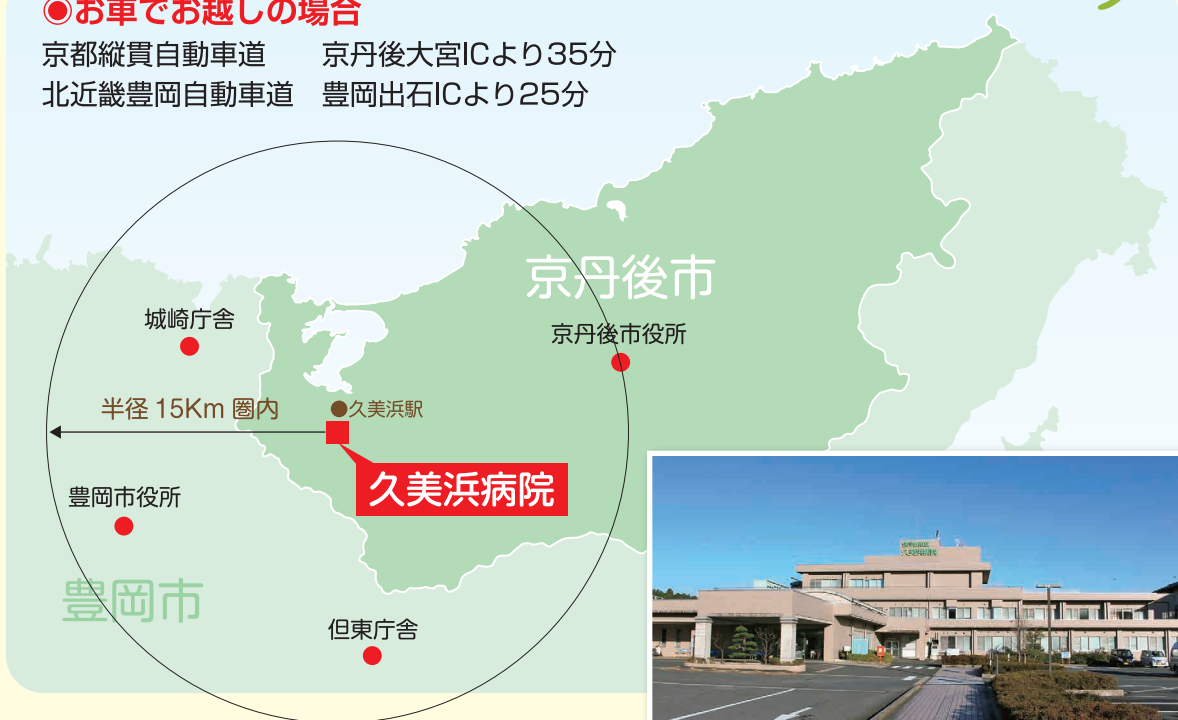 ◉お車でお越しの場合
京都縦貫自動車道 京丹後大宮ICより35分
北近畿豊岡自動車道 豊岡出石ICより25分
京丹後市
城崎庁舎
京丹後市役所
半径 15Km 圏内
久美浜駅
久美浜病院
豊岡市役所
豊岡市
但東庁舎